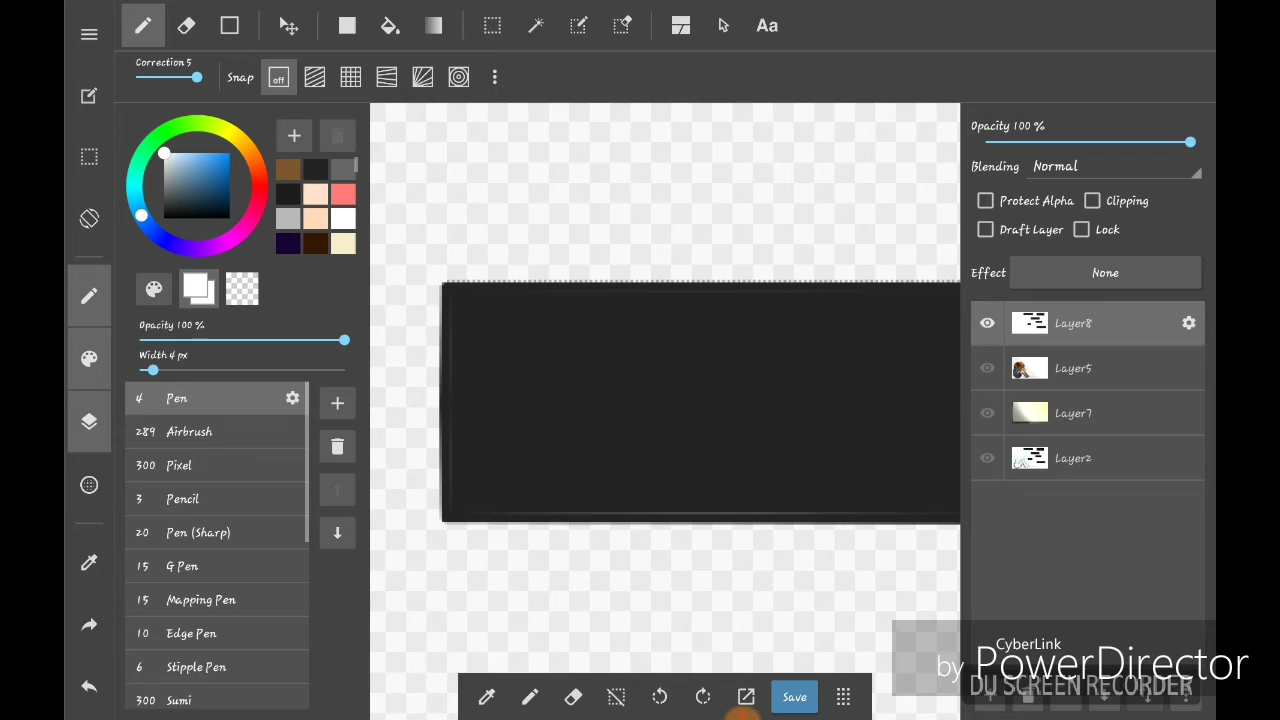 Aa
Correction 5
Snap
off
Opacity 100 %
Width 4 px
4 Pen
289 Airbrush
300 Pixel
3 Pencil
20 Pen (Sharp)
15 G Pen
15 Mapping Pen
10 Edge Pen
6 Stipple Pen
300 Sumi
Opacity 100 %
Blending Normal
Protect Alpha Clipping
Draft Layer Lock
Effect None
Layer8
Layer5
Layer7
Layer2
Save
CyberLink
by PowerDirector
DU SCREEN RECORDER